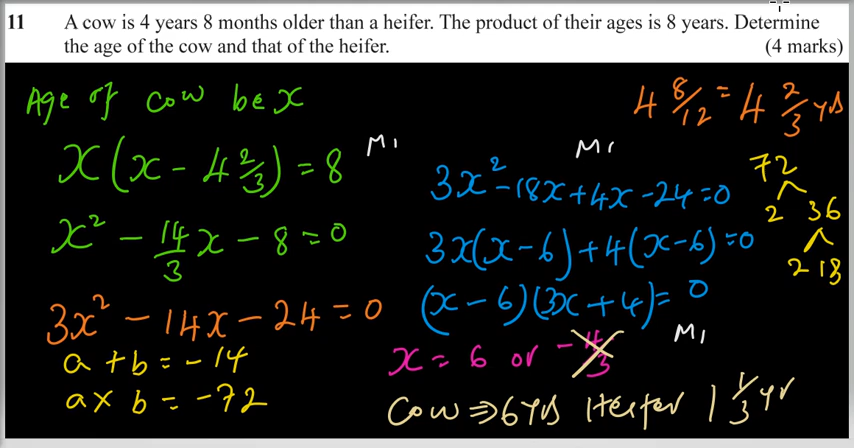 11 A cow is 4 years 8 months older than a heifer. The product of their ages is 8 years. Determine
the age of the cow and that of the heifer. (4 marks)
Age of cow be x
x(x - 4 2/3) = 8 M1
x² - 14/3 x - 8 = 0
3x² - 14x - 24 = 0
a + b = -14
a x b = -72
4 8/12 = 4 2/3 yrs
72
2 36
2 18
M1
3x² - 18x + 4x - 24 = 0
3x(x - 6) + 4(x - 6) = 0
(x - 6)(3x + 4) = 0
M1
x = 6 or -4/3
Cow ⇒ 6 yrs Heifer 1 1/3 yr